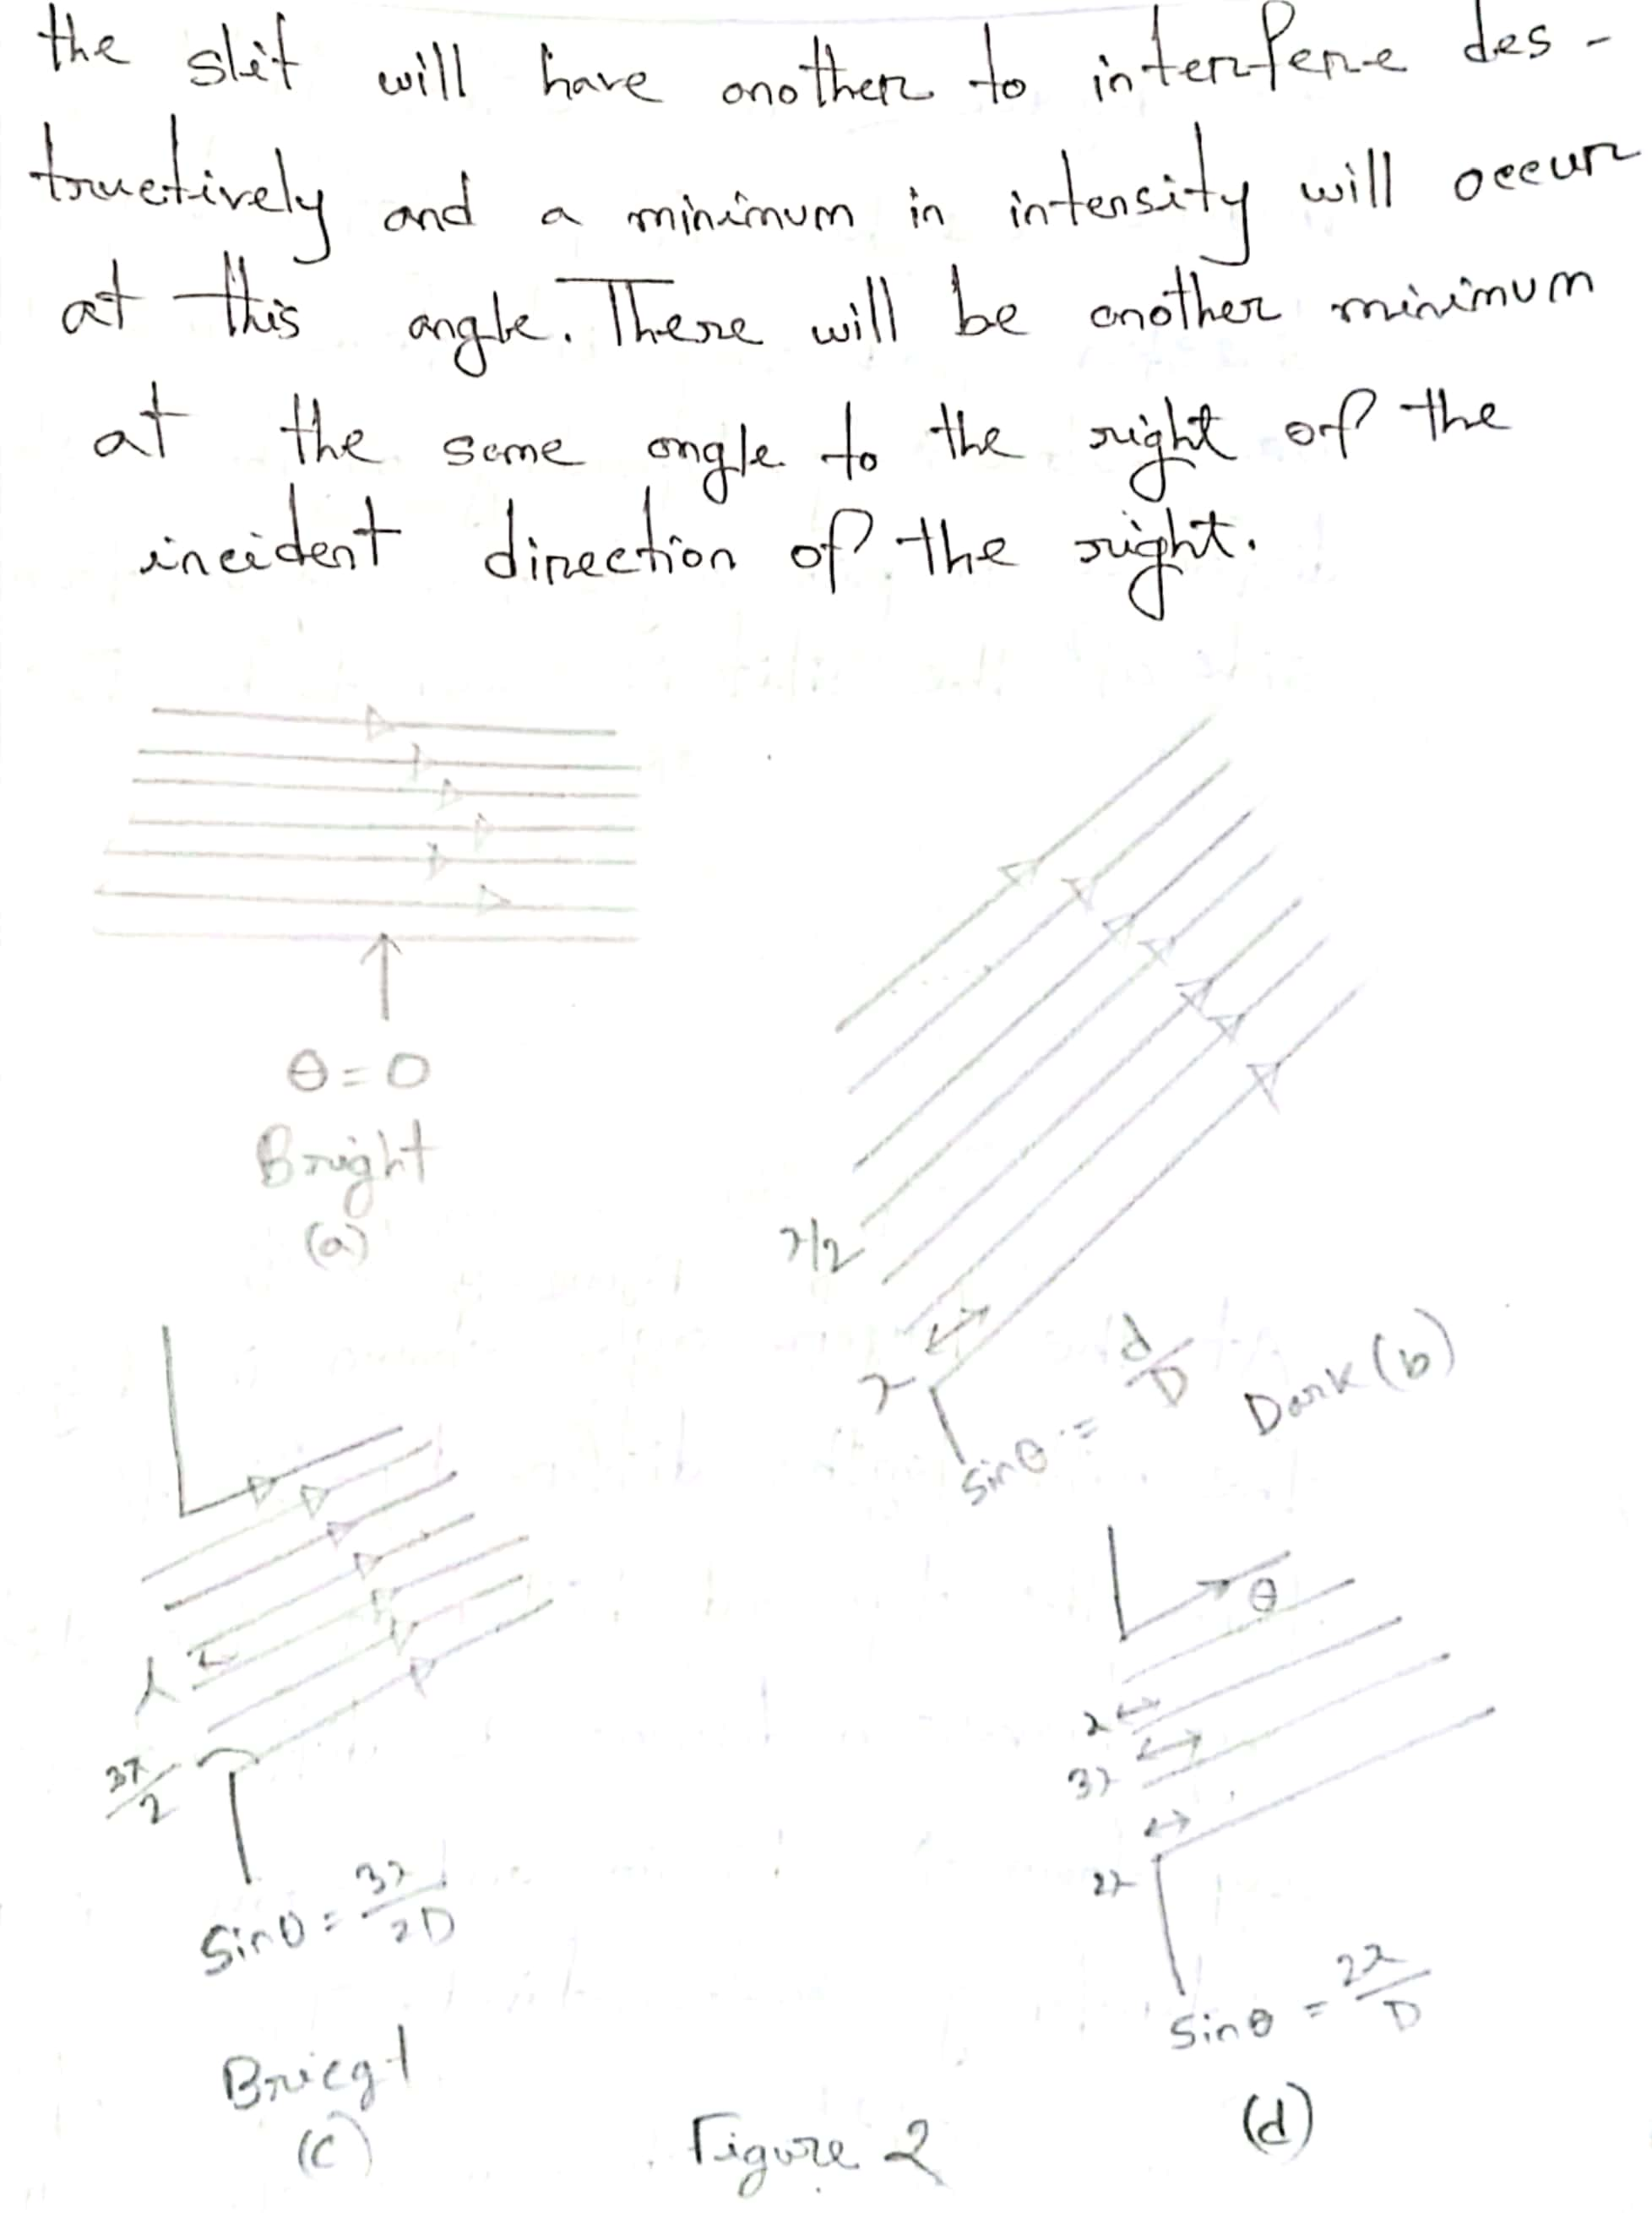 the slit will have another to interfere des-
tructively and a minimum in intensity will occur
at this angle. There will be another minimum
at the same angle to the right of the
incident direction of the right.
θ=0
Bright
(a)
λ/2
λ
sinθ = d/D Dark (b)
λ
3λ/2
Sinθ = 3λ/2D
Briegt
(c)
θ
λ
3λ
2λ
Sinθ = 2λ/D
(d)
Figure 2